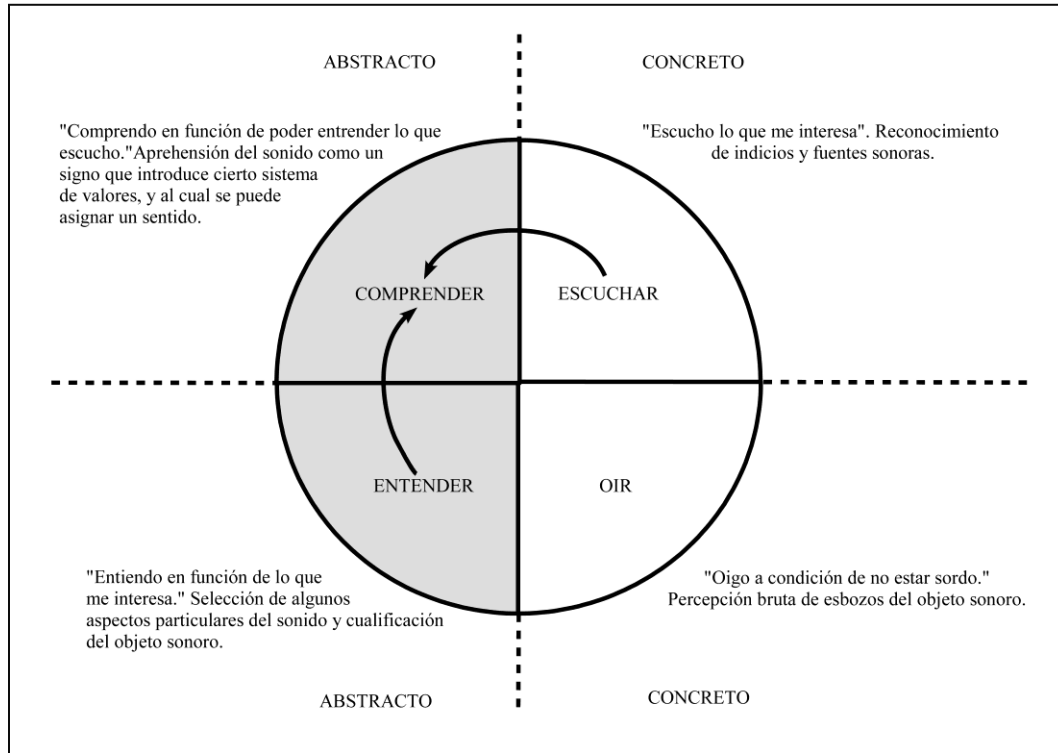 ABSTRACTO
CONCRETO
"Comprendo en función de poder entrender lo que
escucho."Aprehensión del sonido como un
signo que introduce cierto sistema
de valores, y al cual se puede
asignar un sentido.
"Escucho lo que me interesa". Reconocimiento
de indicios y fuentes sonoras.
COMPRENDER
ESCUCHAR
ENTENDER
OIR
"Entiendo en función de lo que
me interesa." Selección de algunos
aspectos particulares del sonido y cualificación
del objeto sonoro.
"Oigo a condición de no estar sordo."
Percepción bruta de esbozos del objeto sonoro.
ABSTRACTO
CONCRETO